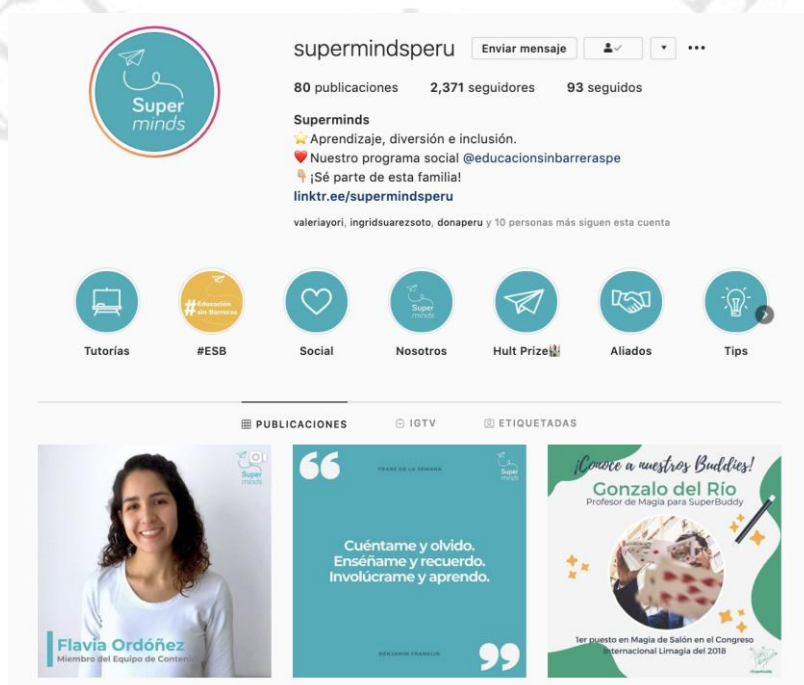 Super
minds
supermindsperu Enviar mensaje
80 publicaciones 2,371 seguidores 93 seguidos
Superminds
⭐Aprendizaje, diversión e inclusión.
❤️Nuestro programa social @educacionsinbarreraspe
👇🏼¡Sé parte de esta familia!
linktr.ee/supermindsperu
valeriayori, ingridsuarezsoto, donaperu y 10 personas más siguen esta cuenta
#Educación
sin Barreras
Super
minds
Tutorías #ESB Social Nosotros Hult Prize Aliados Tips
PUBLICACIONES IGTV ETIQUETADAS
Super
minds
Flavia Ordóñez
Miembro del Equipo de
“
FRASE DE LA SEMANA
Super
minds
Cuéntame y olvido.
Enséñame y recuerdo.
Involúcrame y aprendo.
BENJAMIN FRANKLIN
”
¡Conoce a nuestros Buddies!
Gonzalo del Río
Profesor de Magia para SuperBuddy
1er puesto en Magia de Salón en el Congreso
Internacional Limagia del 2018